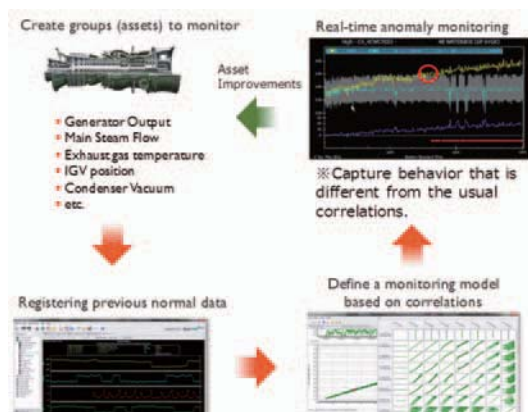 Create groups (assets) to monitor
Real-time anomaly monitoring
Asset
Improvements
Generator Output
Main Steam Flow
Exhaust gas temperature
IGV position
Condenser Vacuum
etc.
※Capture behavior that is
different from the usual
correlations.
Registering previous normal data
Define a monitoring model
based on correlations